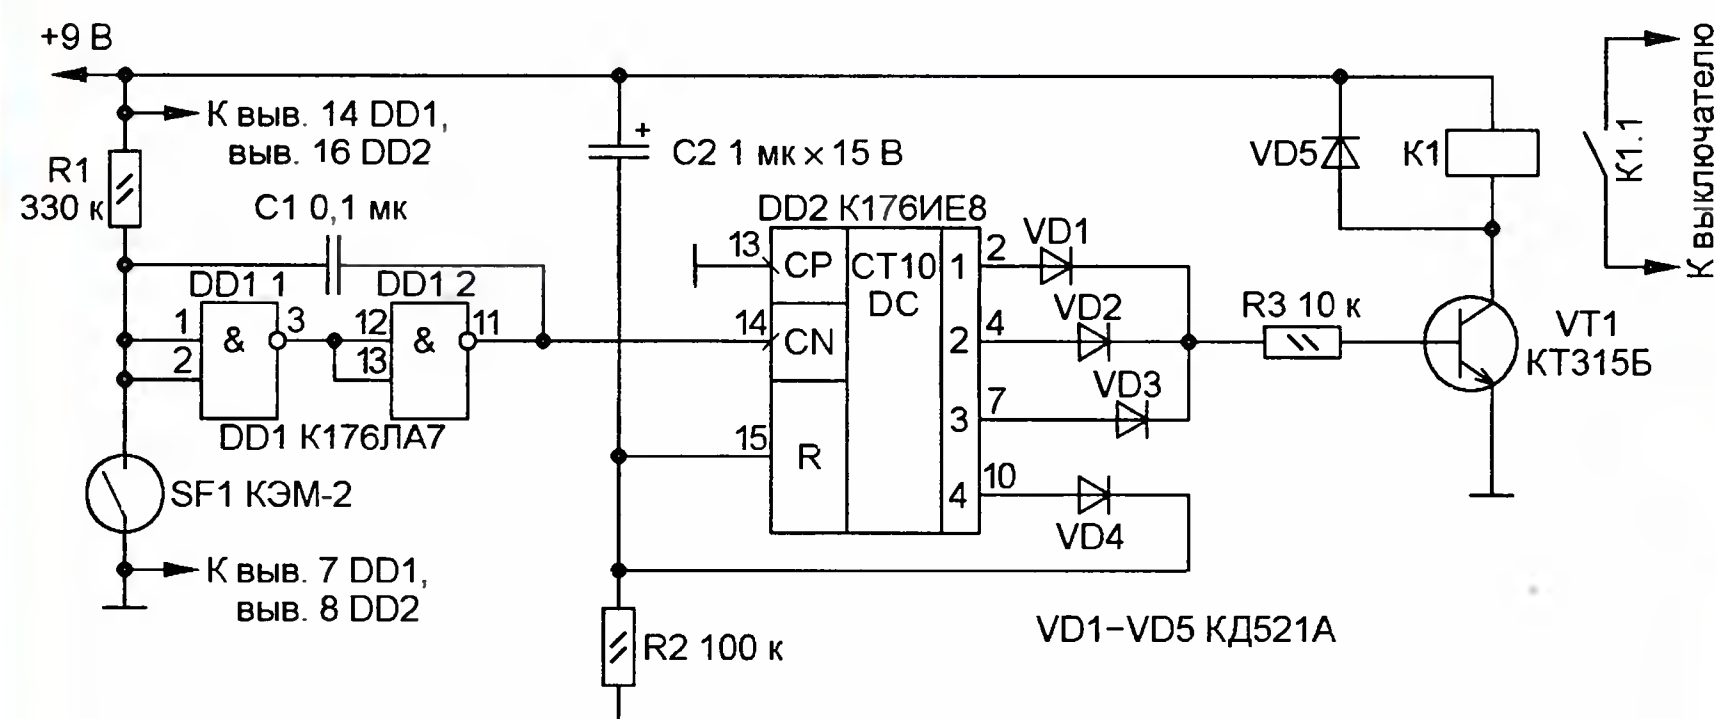 +9 В
К выв. 14 DD1,
выв. 16 DD2
R1
330 к
C1 0,1 мк
+
C2 1 мк × 15 В
DD1 1
DD1 2
1
2
&
3
12
13
&
11
DD1 К176ЛА7
SF1 КЭМ-2
К выв. 7 DD1,
выв. 8 DD2
DD2 К176ИЕ8
13
CP
14
CN
15
R
CT10
DC
1
2
2
4
3
7
4
10
VD1
VD2
VD3
VD4
R2 100 к
R3 10 к
VD5
К1
VT1
КТ315Б
К1.1
К выключателю
VD1–VD5 КД521А